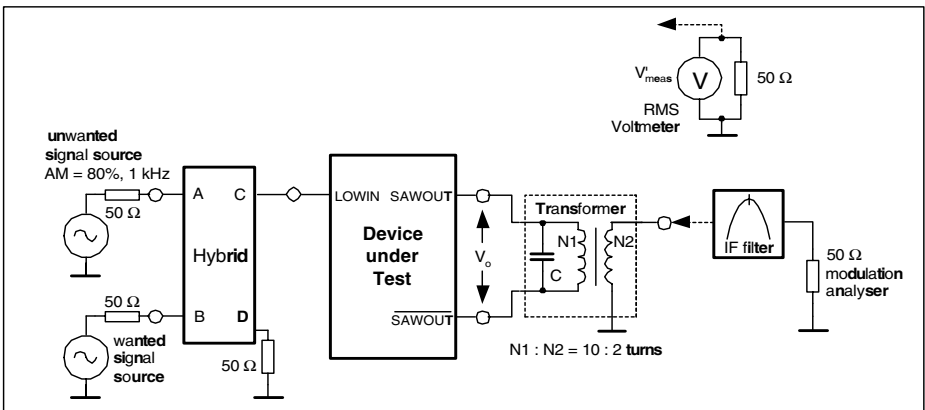 V'meas
V
50 Ω
RMS
Voltmeter
unwanted
signal source
AM = 80%, 1 kHz
50 Ω
A
C
Hybrid
B
D
50 Ω
wanted
signal
source
50 Ω
LOWIN
SAWOUT
Device
under
Test
SAWOUT
Vo
Transformer
N1
N2
C
N1 : N2 = 10 : 2 turns
IF filter
50 Ω
modulation
analyser